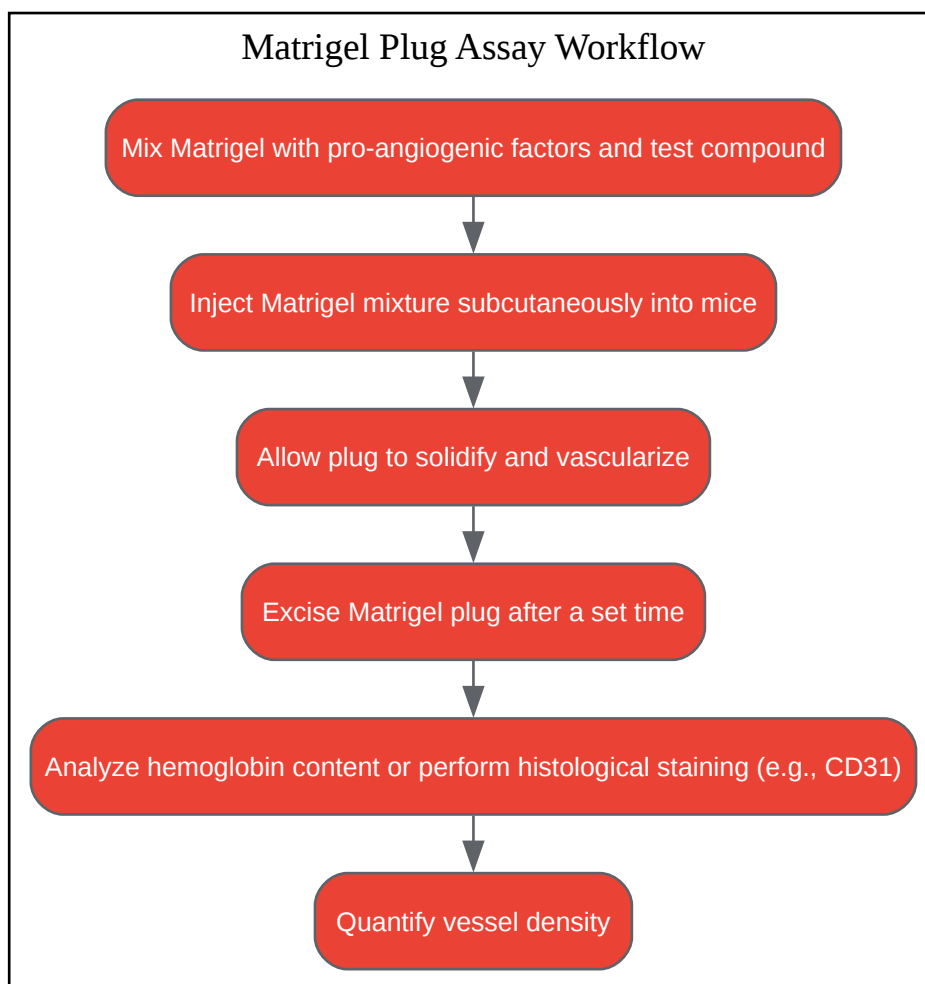 Matrigel Plug Assay Workflow
Mix Matrigel with pro-angiogenic factors and test compound
Inject Matrigel mixture subcutaneously into mice
Allow plug to solidify and vascularize
Excise Matrigel plug after a set time
Analyze hemoglobin content or perform histological staining (e.g., CD31)
Quantify vessel density